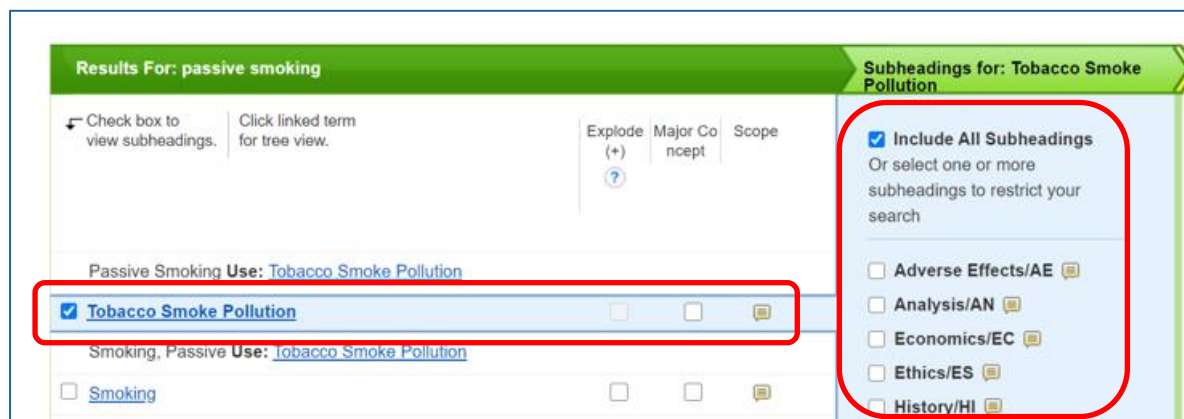 Results For: passive smoking
Subheadings for: Tobacco Smoke
Pollution
Check box to
view subheadings.
Click linked term
for tree view.
Explode
(+)
?
Major Co
ncept
Scope
Include All Subheadings
Or select one or more
subheadings to restrict your
search
Passive Smoking Use: Tobacco Smoke Pollution
Tobacco Smoke Pollution
Smoking, Passive Use: Tobacco Smoke Pollution
Smoking
Adverse Effects/AE
Analysis/AN
Economics/EC
Ethics/ES
History/HI